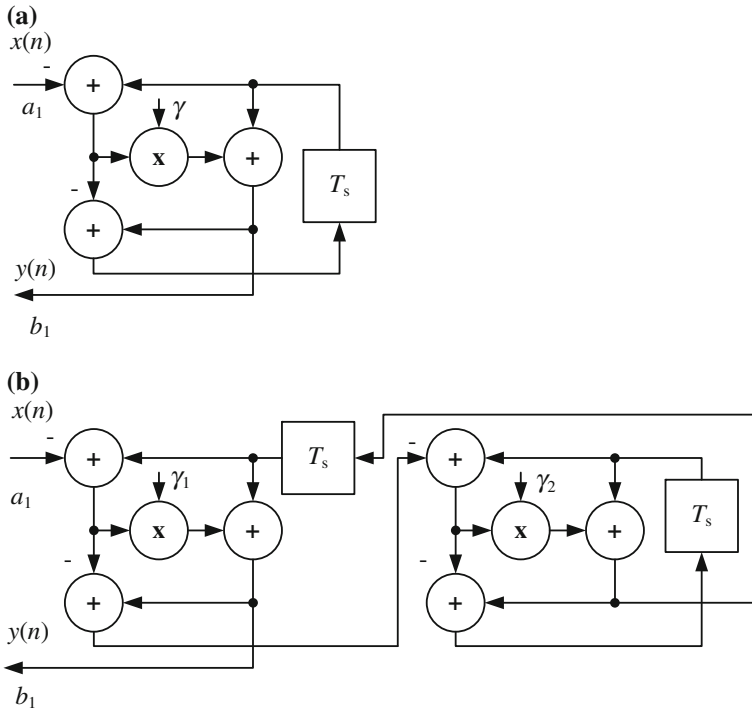 (a)
x(n)
-
+
a₁
γ
x
+
Tₛ
-
+
y(n)
b₁
(b)
x(n)
-
+
Tₛ
-
+
a₁
γ₁
γ₂
x
+
x
+
Tₛ
-
+
-
+
y(n)
b₁